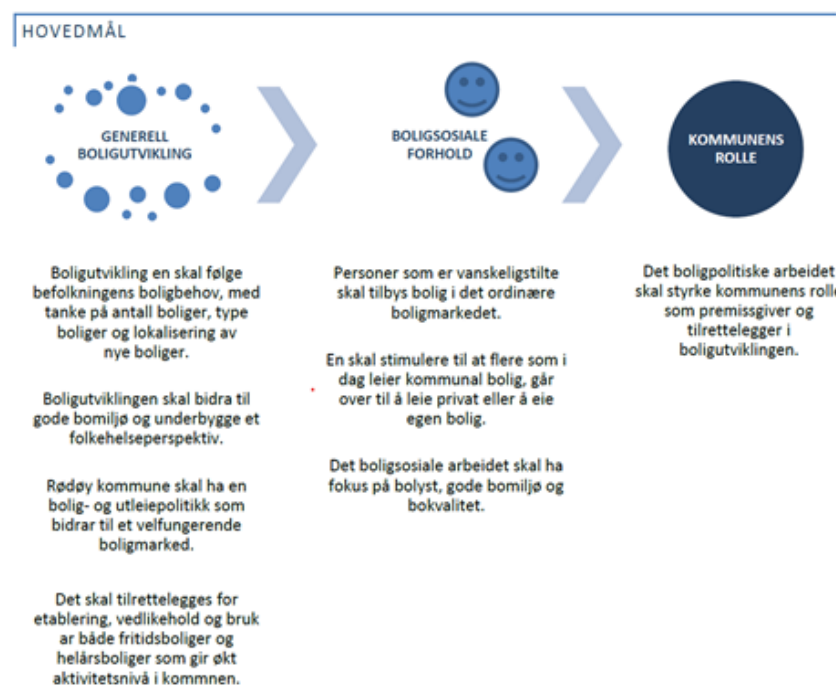 HOVEDMÅL
GENERELL
BOLIGUTVIKLING
Boligutvikling en skal følge
befolkningens boligbehov, med
tanke på antall boliger, type
boliger og lokalisering av
nye boliger.
Boligutviklingen skal bidra til
gode bomiljø og underbygge et
folkehelseperspektiv.
Rødøy kommune skal ha en
bolig- og utleiepolitikk som
bidrar til et velfungerende
boligmarked.
Det skal tilrettelegges for
etablering, vedlikehold og bruk
ar både fritidsboliger og
helårsboliger som gir økt
aktivitetsnivå i kommnen.
BOLIGSOSIALE
FORHOLD
Personer som er vanskeligstilte
skal tilbys bolig i det ordinære
boligmarkedet.
En skal stimulere til at flere som i
dag leier kommunal bolig, går
over til å leie privat eller å eie
egen bolig.
Det boligsosiale arbeidet skal ha
fokus på bolyst, gode bomiljø og
bokvalitet.
KOMMUNENS
ROLLE
Det boligpolitiske arbeidet
skal styrke kommunens rolle
som premissgiver og
tilrettelegger i
boligutviklingen.